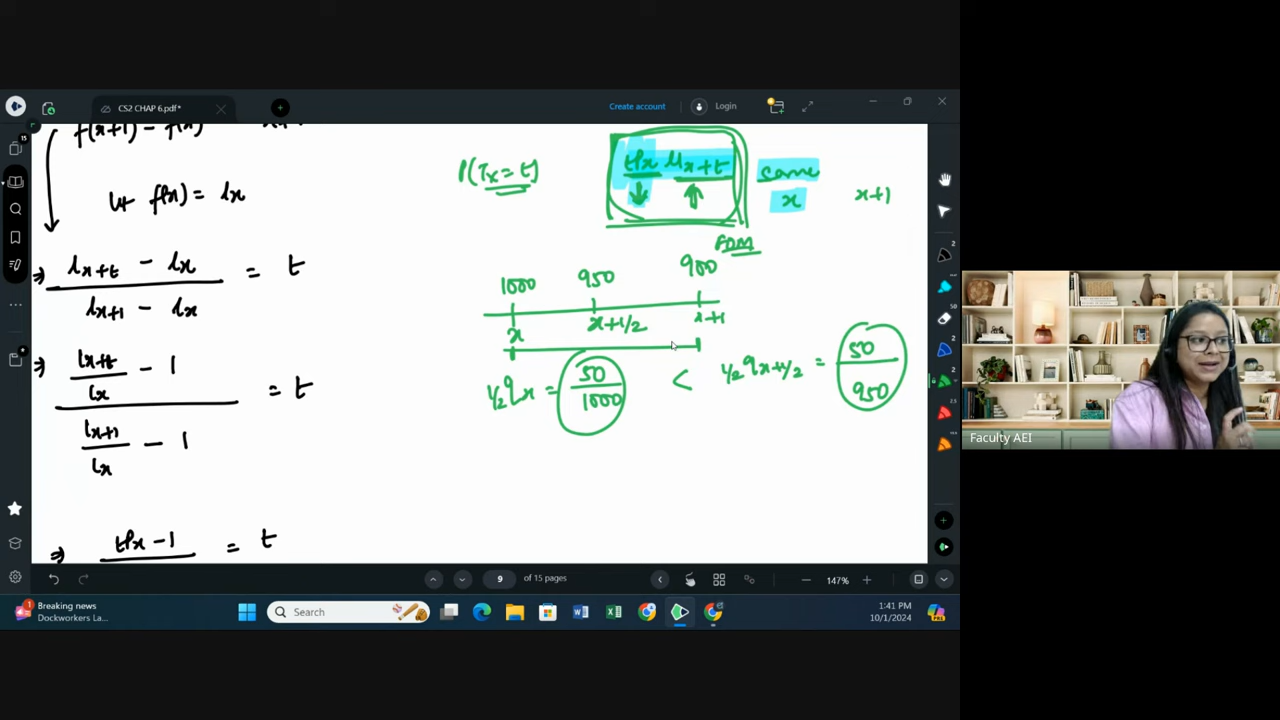 CS2 CHAP 6.pdf*
Create account
Login
15
f(x+1) - f(x)
let f(x) = lx
⇒ lx+t - lx / lx+1 - lx = t
⇒ lx+t/lx - 1 / lx+1/lx - 1 = t
⇒ tPx - 1 = t
P(Tx = t)
tPx μx+t
same
x
x+1
FOM
1000 950 900
x x+1/2 x+1
1/2qx = 50/1000 < 1/2qx+1/2 = 50/950
Faculty AEI
9 of 15 pages
147%
Breaking news
Dockworkers La...
Search
1:41 PM
10/1/2024